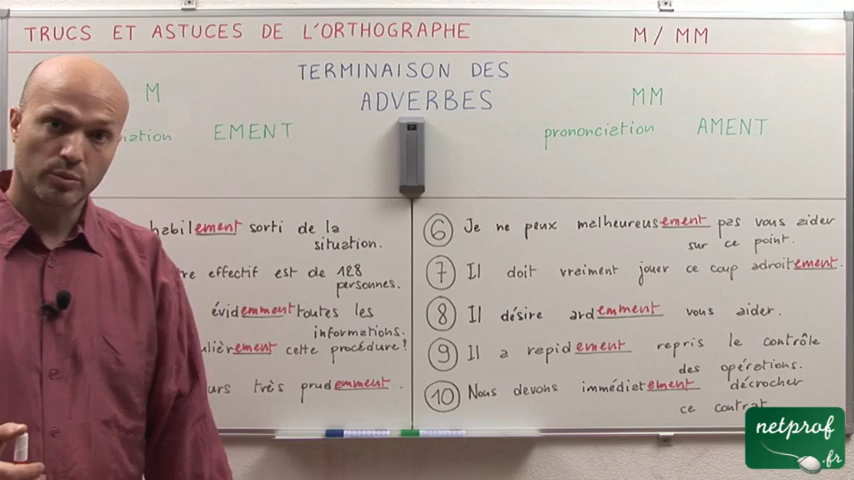 TRUCS ET ASTUCES DE L'ORTHOGRAPHE M/MM
TERMINAISON DES
ADVERBES
M
EMENT
MM
prononciation AMENT
habilement sorti de la
situation.
effectif est de 128
personnes.
évidemment toutes les
informations.
cette procédure!
très prudemment.
6 Je ne peux malheureusement pas vous aider
sur ce point.
7 Il doit vraiment jouer ce coup adroitement.
8 Il désire ardemment vous aider.
9 Il a rapidement repris le contrôle
des opérations.
10 Nous devons immédiatement décrocher
ce contrat
netprof
.fr